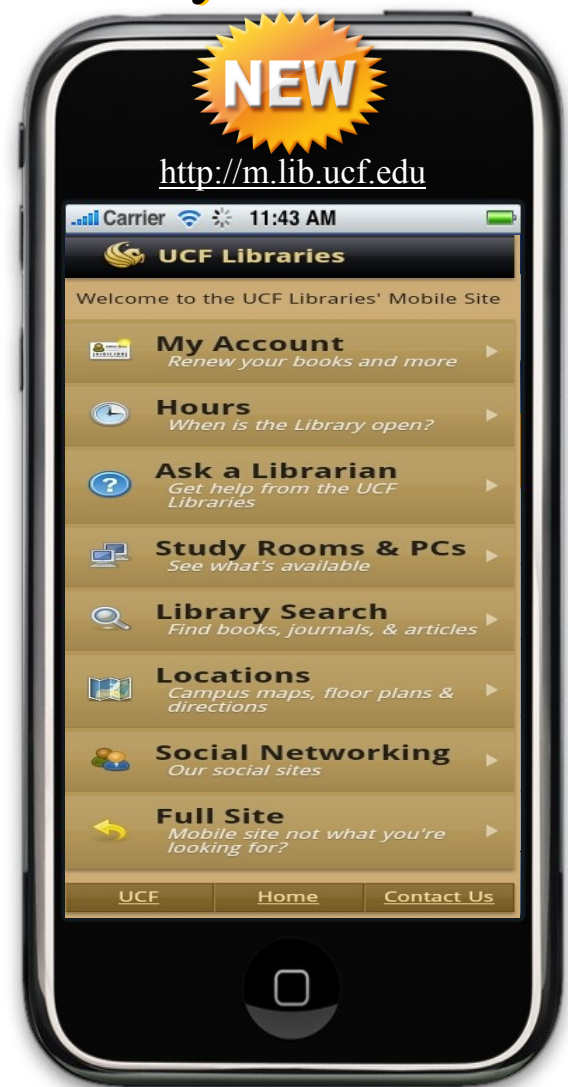 NEW
http://m.lib.ucf.edu
Carrier 11:43 AM
UCF Libraries
Welcome to the UCF Libraries' Mobile Site
My Account
Renew your books and more
Hours
When is the Library open?
Ask a Librarian
Get help from the UCF
Libraries
Study Rooms & PCs
See what's available
Library Search
Find books, journals, & articles
Locations
Campus maps, floor plans &
directions
Social Networking
Our social sites
Full Site
Mobile site not what you're
looking for?
UCF Home Contact Us